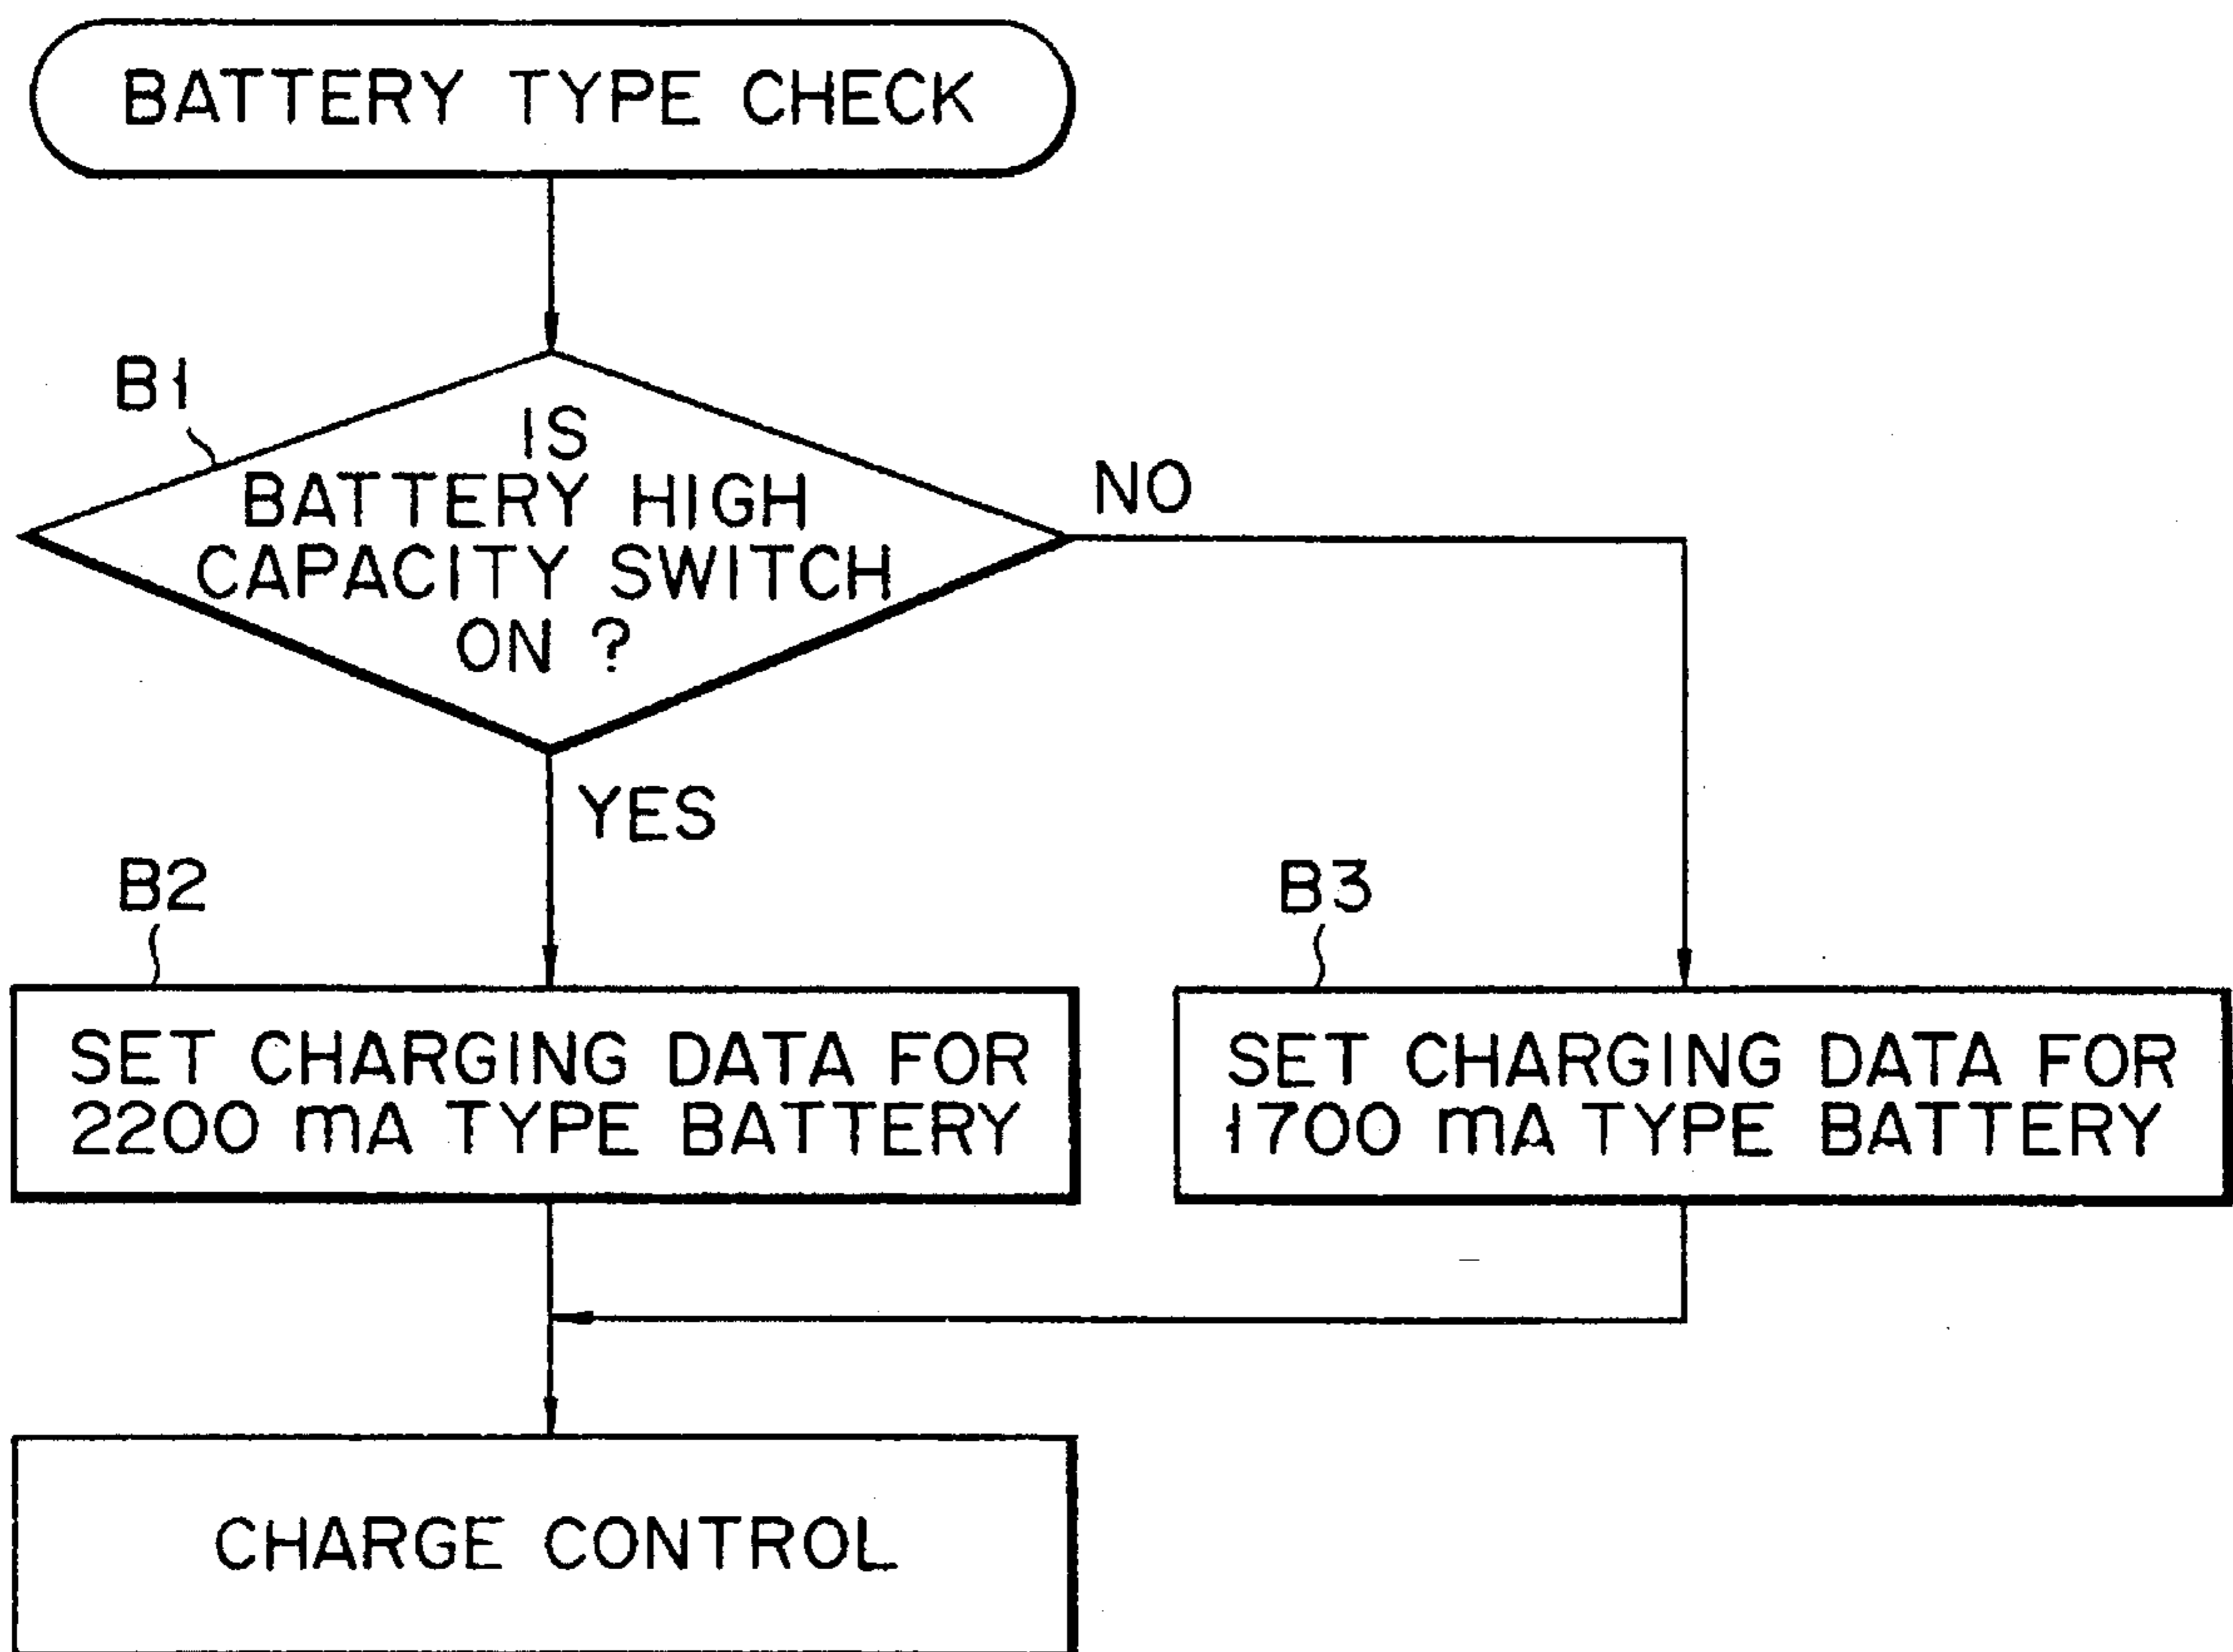 BATTERY TYPE CHECK
B1
IS
BATTERY HIGH
CAPACITY SWITCH
ON ?
NO
YES
B2
SET CHARGING DATA FOR
2200 mA TYPE BATTERY
B3
SET CHARGING DATA FOR
1700 mA TYPE BATTERY
CHARGE CONTROL